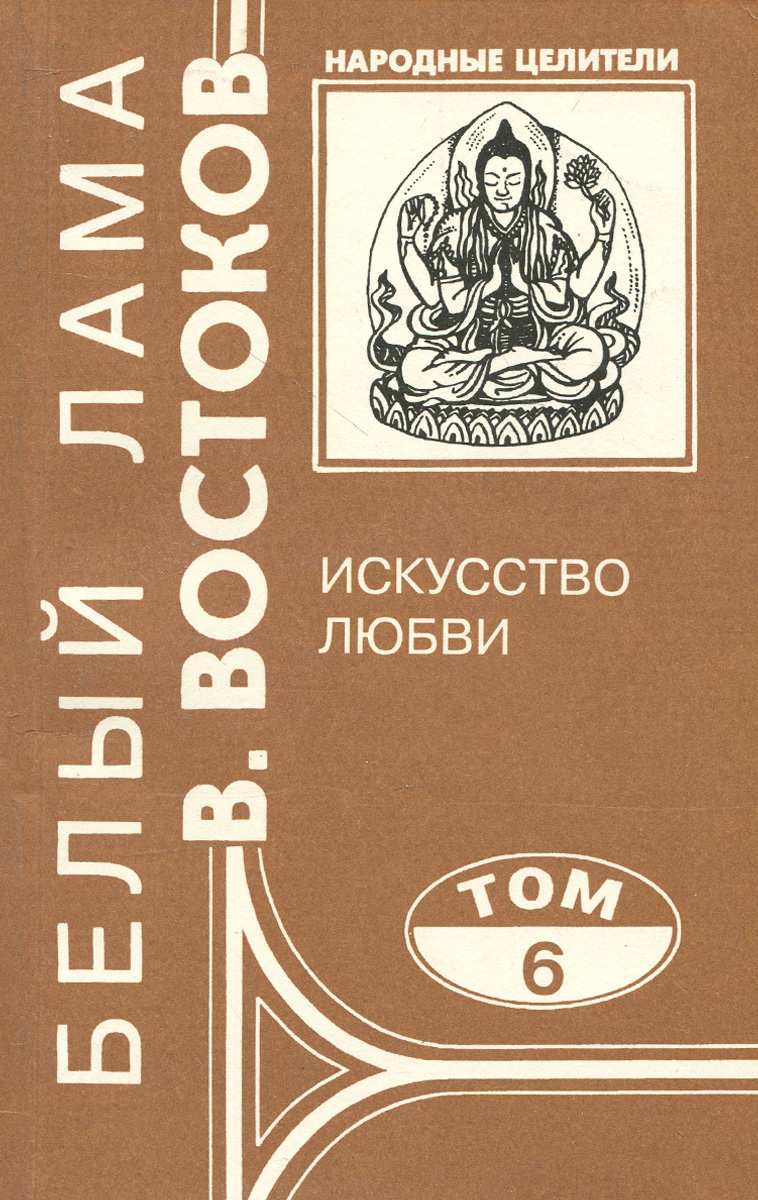 БЕЛЫЙ ЛАМА
В. ВОСТОКОВ
НАРОДНЫЕ ЦЕЛИТЕЛИ
ИСКУССТВО
ЛЮБВИ
ТОМ
6